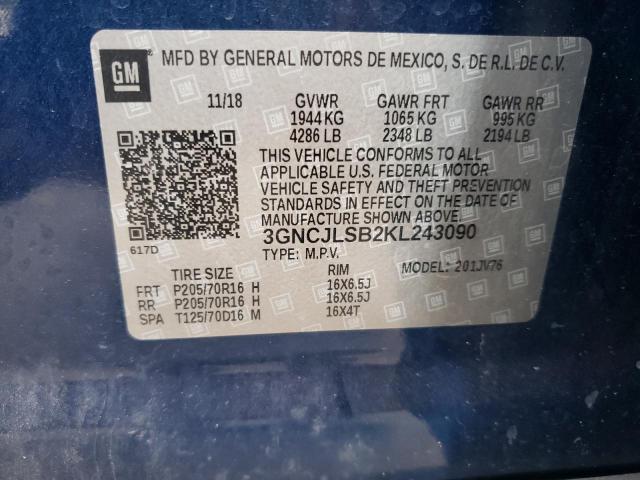 GM MFD BY GENERAL MOTORS DE MEXICO, S. DE R.L. DE C.V.
11/18 GVWR GAWR FRT GAWR RR
1944 KG 1065 KG 995 KG
4286 LB 2348 LB 2194 LB
THIS VEHICLE CONFORMS TO ALL
APPLICABLE U.S. FEDERAL MOTOR
VEHICLE SAFETY AND THEFT PREVENTION
STANDARDS IN EFFECT ON THE DATE
OF MANUFACTURE SHOWN ABOVE.
3GNCJLSB2KL243090
617D
TYPE: M.P.V. MODEL: 201JV76
TIRE SIZE RIM
FRT P205/70R16 H 16X6.5J
RR P205/70R16 H 16X6.5J
SPA T125/70D16 M 16X4T